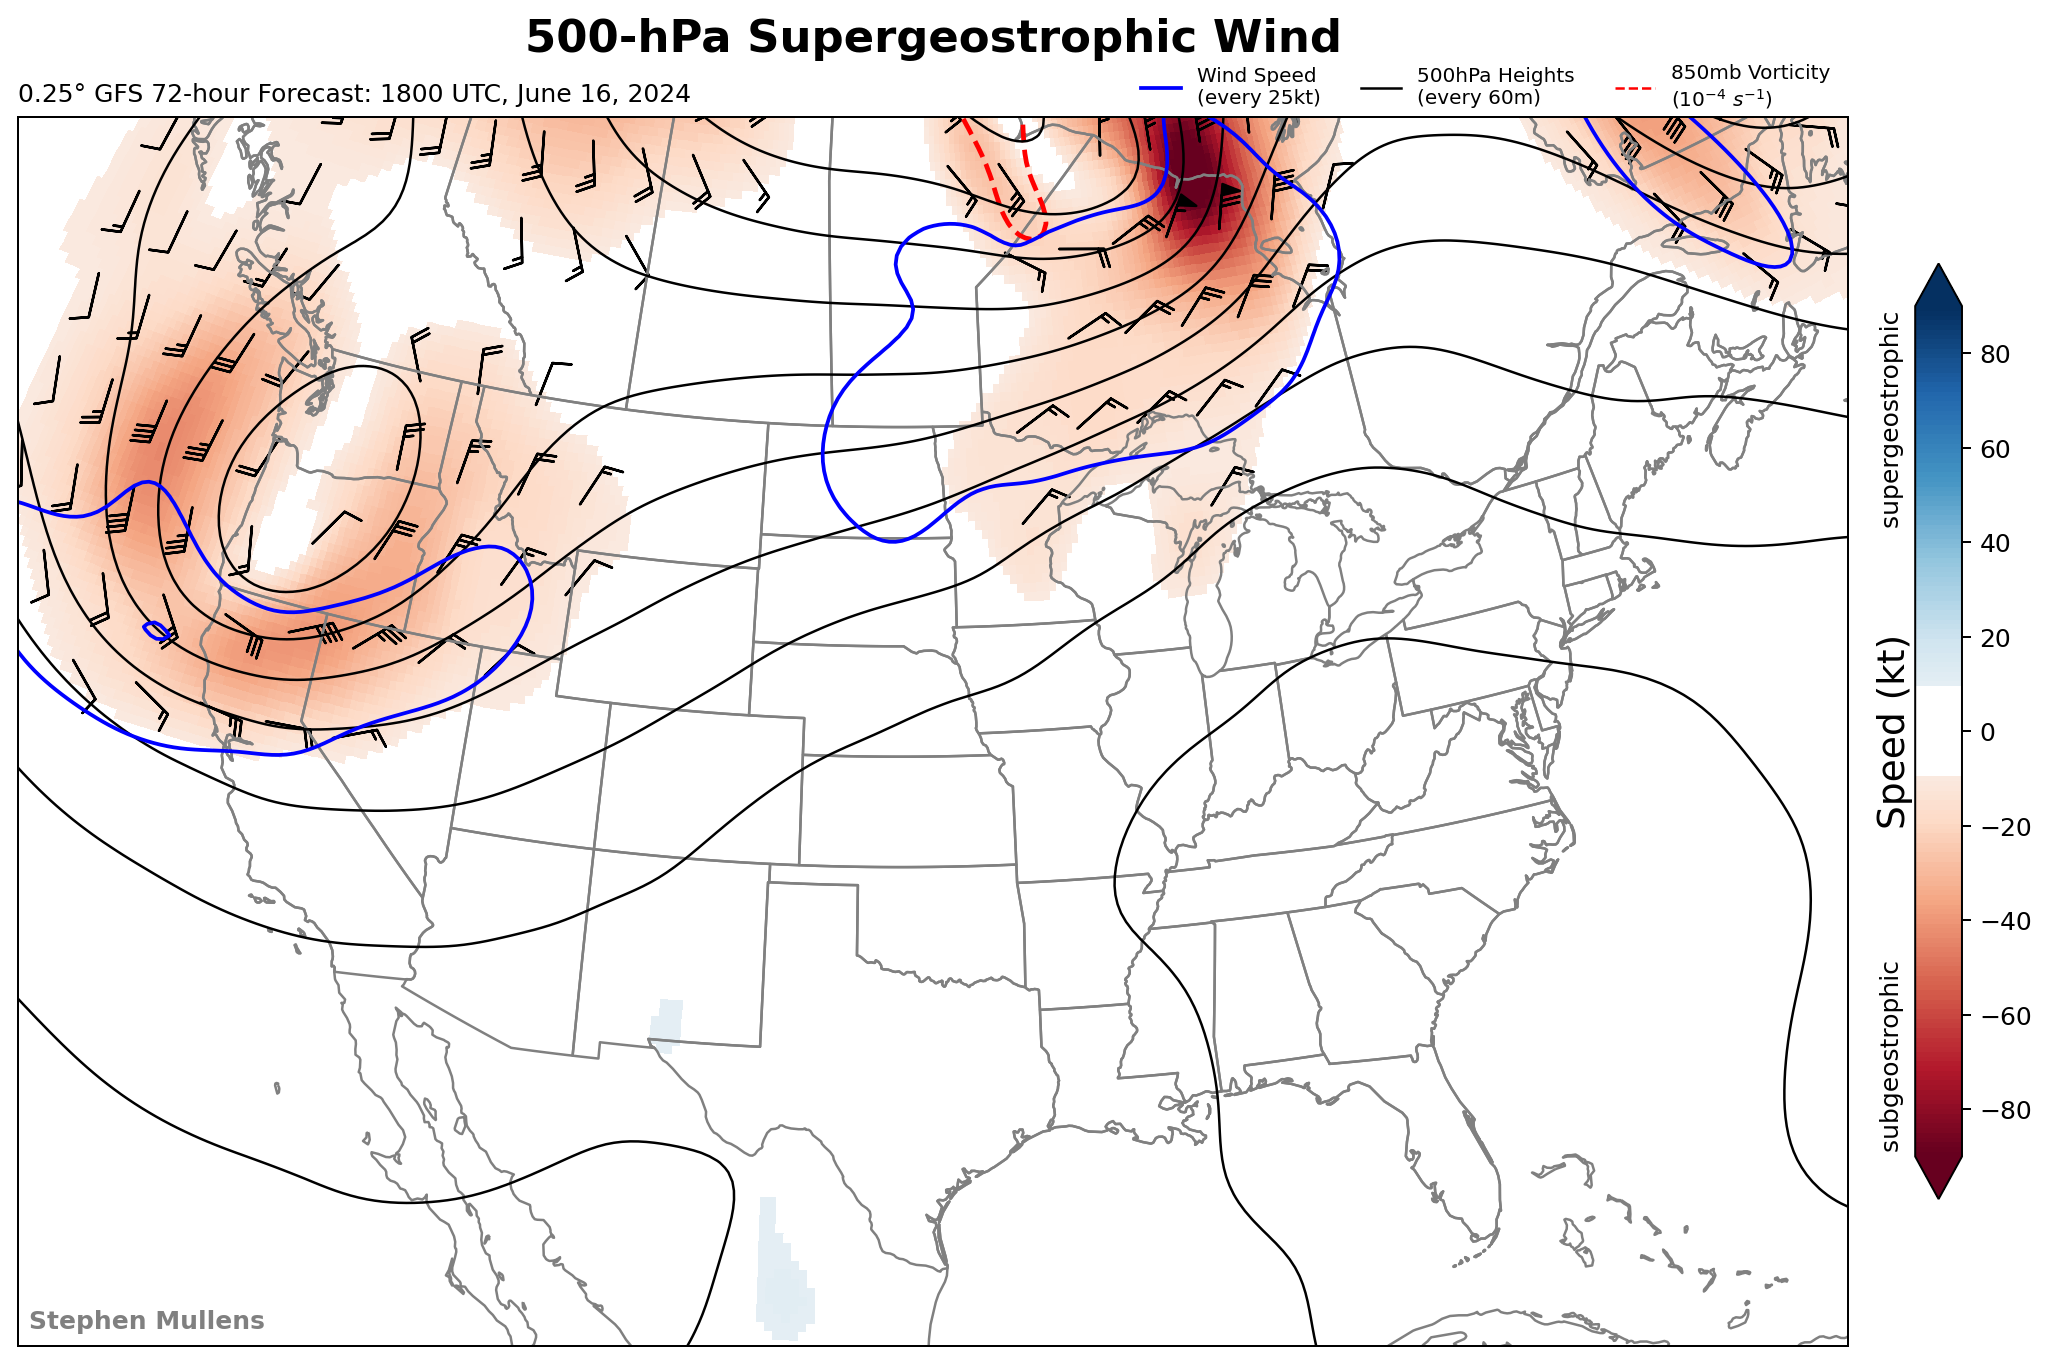 500-hPa Supergeostrophic Wind
0.25° GFS 72-hour Forecast: 1800 UTC, June 16, 2024
Wind Speed
(every 25kt)
500hPa Heights
(every 60m)
850mb Vorticity
(10⁻⁴ s⁻¹)
supergeostrophic
Speed (kt)
subgeostrophic
80
60
40
20
0
−20
−40
−60
−80
Stephen Mullens